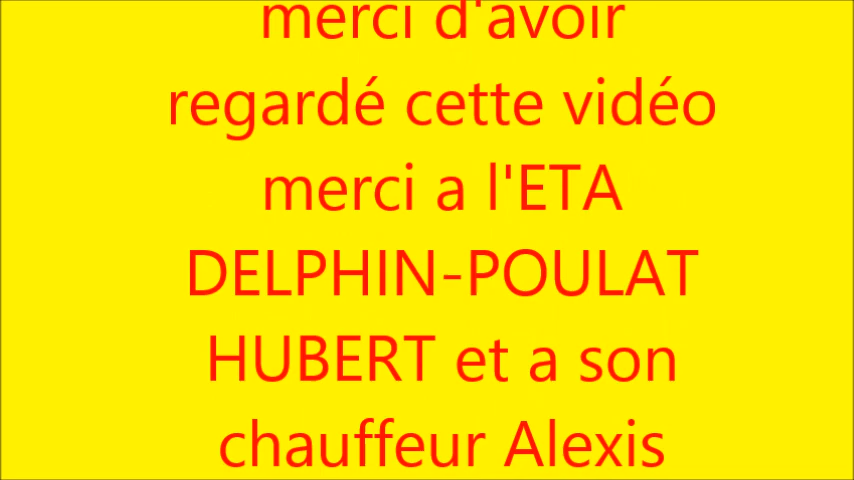 merci d'avoir
regardé cette vidéo
merci a l'ETA
DELPHIN-POULAT
HUBERT et a son
chauffeur Alexis